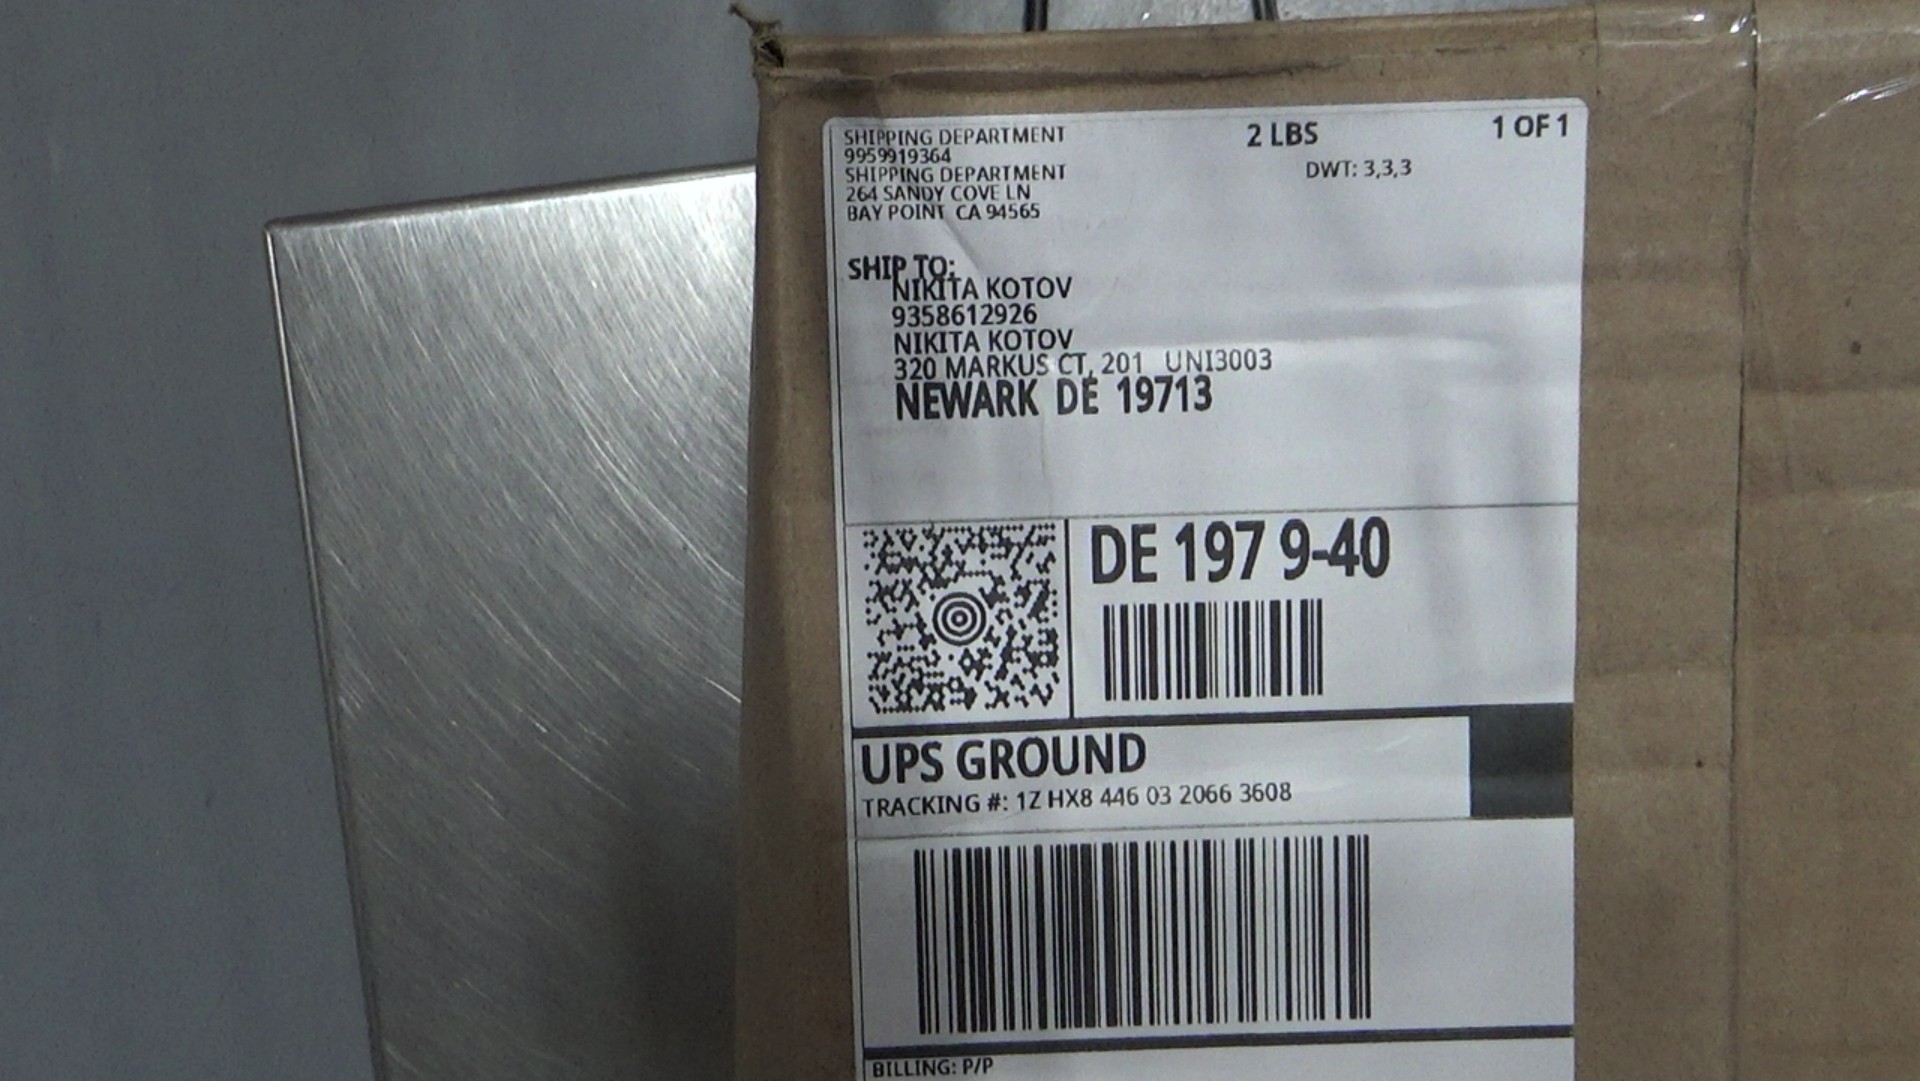 SHIPPING DEPARTMENT
9959919364
SHIPPING DEPARTMENT
264 SANDY COVE LN
BAY POINT CA 94565
2 LBS
1 OF 1
DWT: 3,3,3
SHIP TO:
NIKITA KOTOV
9358612926
NIKITA KOTOV
320 MARKUS CT, 201 UNI3003
NEWARK DE 19713
DE 197 9-40
UPS GROUND
TRACKING #: 1Z HX8 446 03 2066 3608
BILLING: P/P